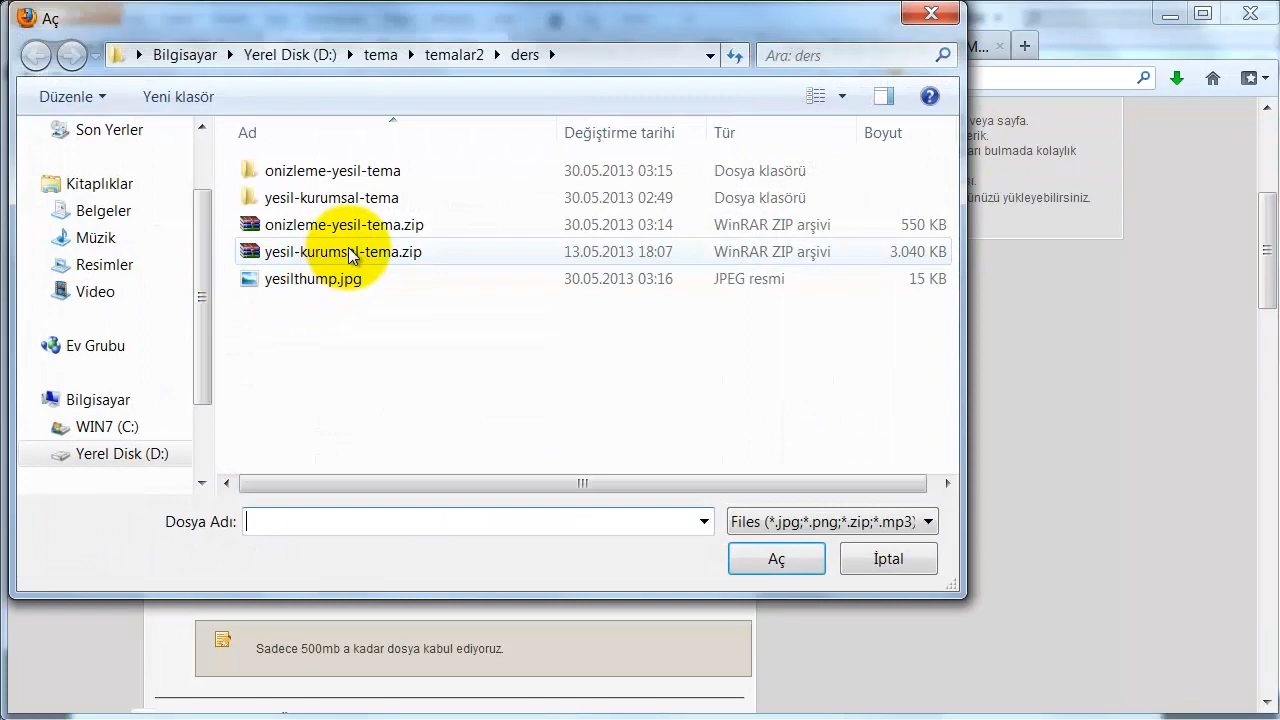 Aç
Bilgisayar Yerel Disk (D:) tema temalar2 ders
Ara: ders
M...
Düzenle
Yeni klasör
Son Yerler
Kitaplıklar
Belgeler
Müzik
Resimler
Video
Ev Grubu
Bilgisayar
WIN7 (C:)
Yerel Disk (D:)
Ad Değiştirme tarihi Tür Boyut
onizleme-yesil-tema 30.05.2013 03:15 Dosya klasörü
yesil-kurumsal-tema 30.05.2013 02:49 Dosya klasörü
onizleme-yesil-tema.zip 30.05.2013 03:14 WinRAR ZIP arşivi 550 KB
yesil-kurumsal-tema.zip 13.05.2013 18:07 WinRAR ZIP arşivi 3.040 KB
yesilthump.jpg 30.05.2013 03:16 JPEG resmi 15 KB
Dosya Adı:
Files (*.jpg;*.png;*.zip;*.mp3)
Aç
İptal
veya sayfa.
erik.
arı bulmada kolaylık
nüzü yükleyebilirsiniz.
Sadece 500mb a kadar dosya kabul ediyoruz.